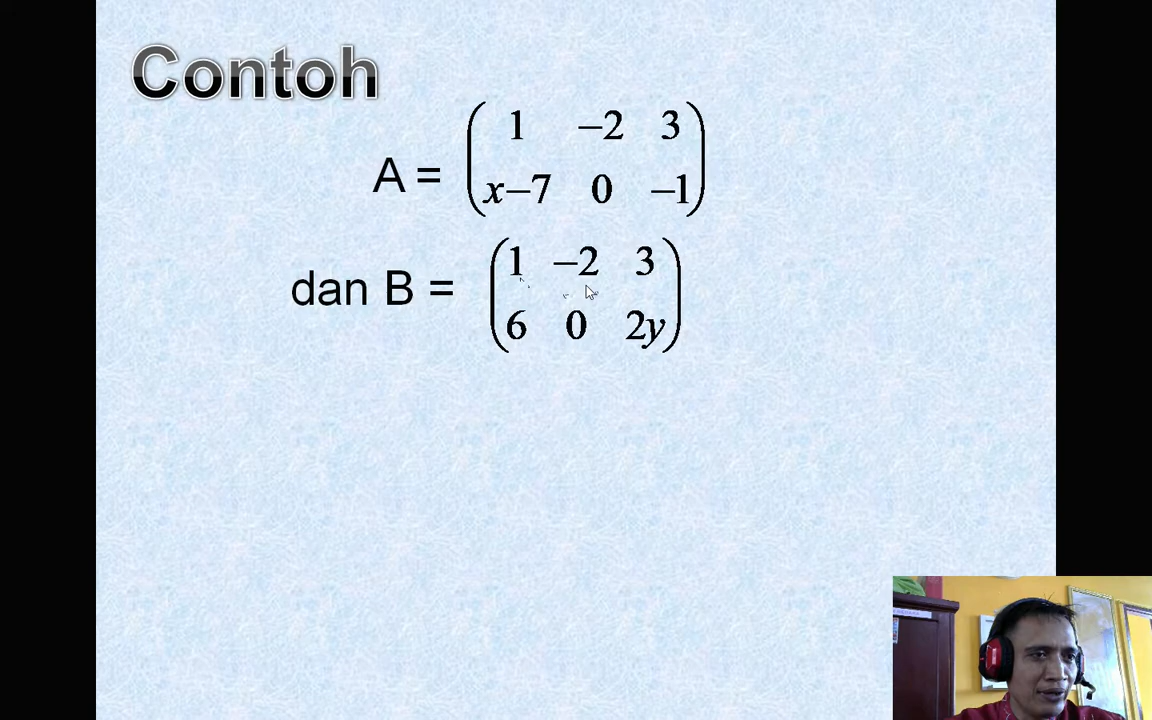 Contoh
A = ( 1 −2 3
x−7 0 −1 )
dan B = ( 1 −2 3
6 0 2y )